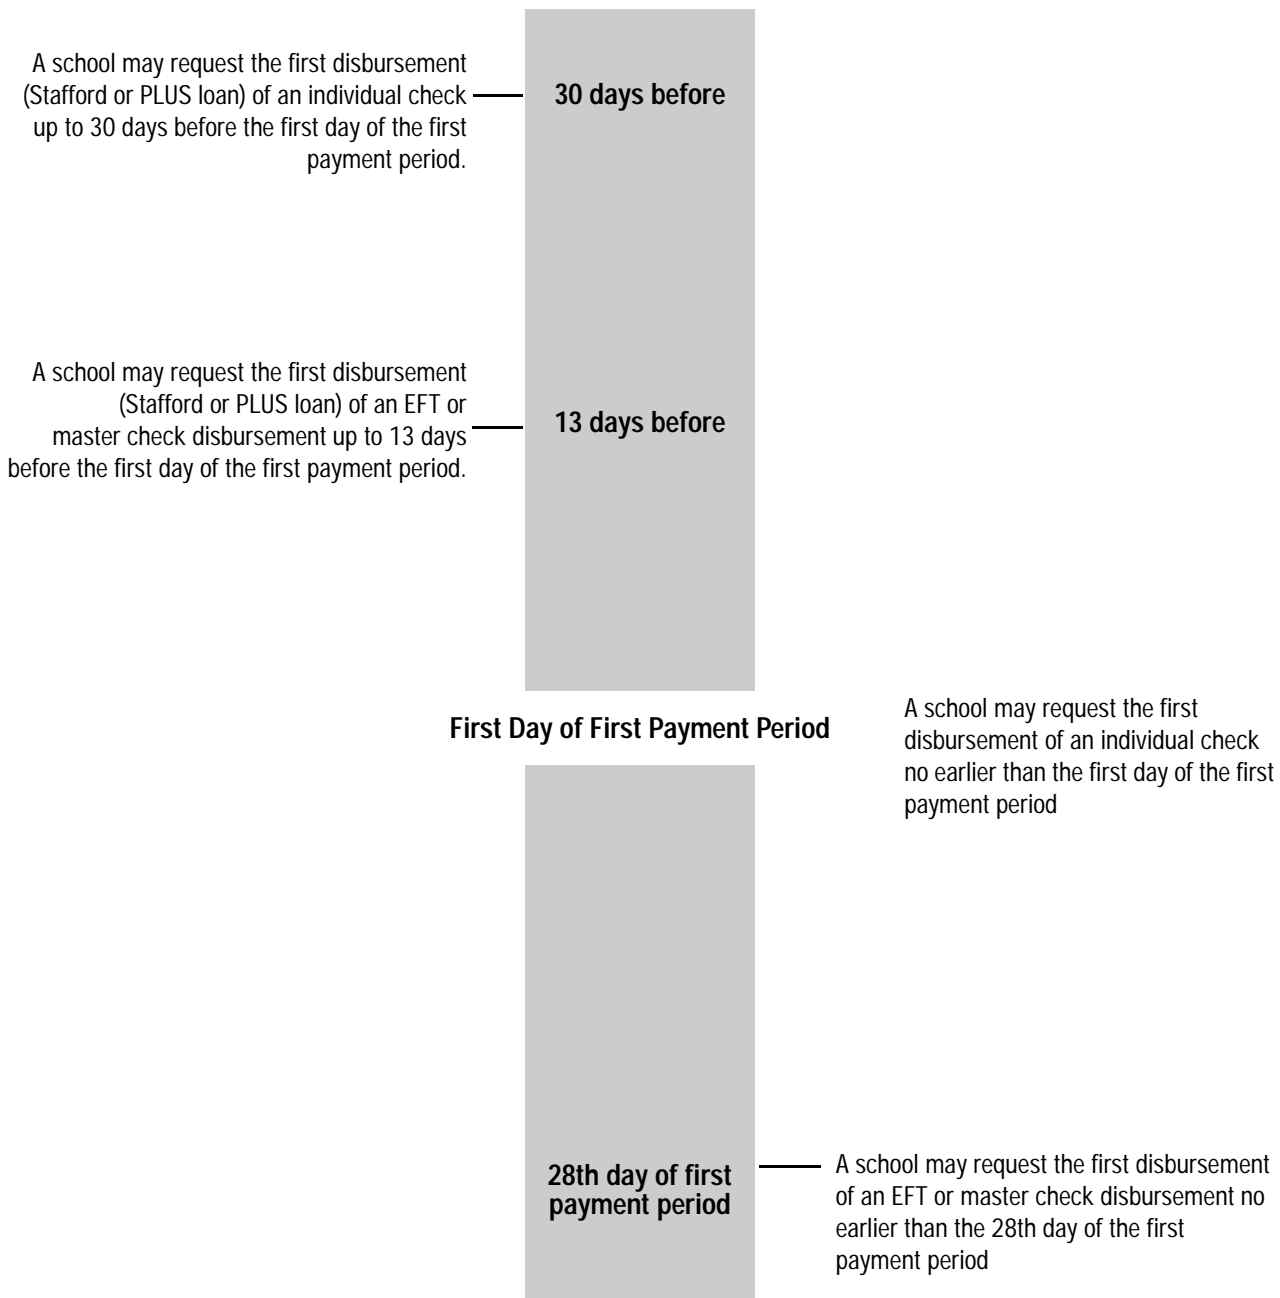 A school may request the first disbursement
(Stafford or PLUS loan) of an individual check
up to 30 days before the first day of the first
payment period.
30 days before
A school may request the first disbursement
(Stafford or PLUS loan) of an EFT or
master check disbursement up to 13 days
before the first day of the first payment period.
13 days before
First Day of First Payment Period
A school may request the first
disbursement of an individual check
no earlier than the first day of the first
payment period
28th day of first
payment period
A school may request the first disbursement
of an EFT or master check disbursement no
earlier than the 28th day of the first
payment period